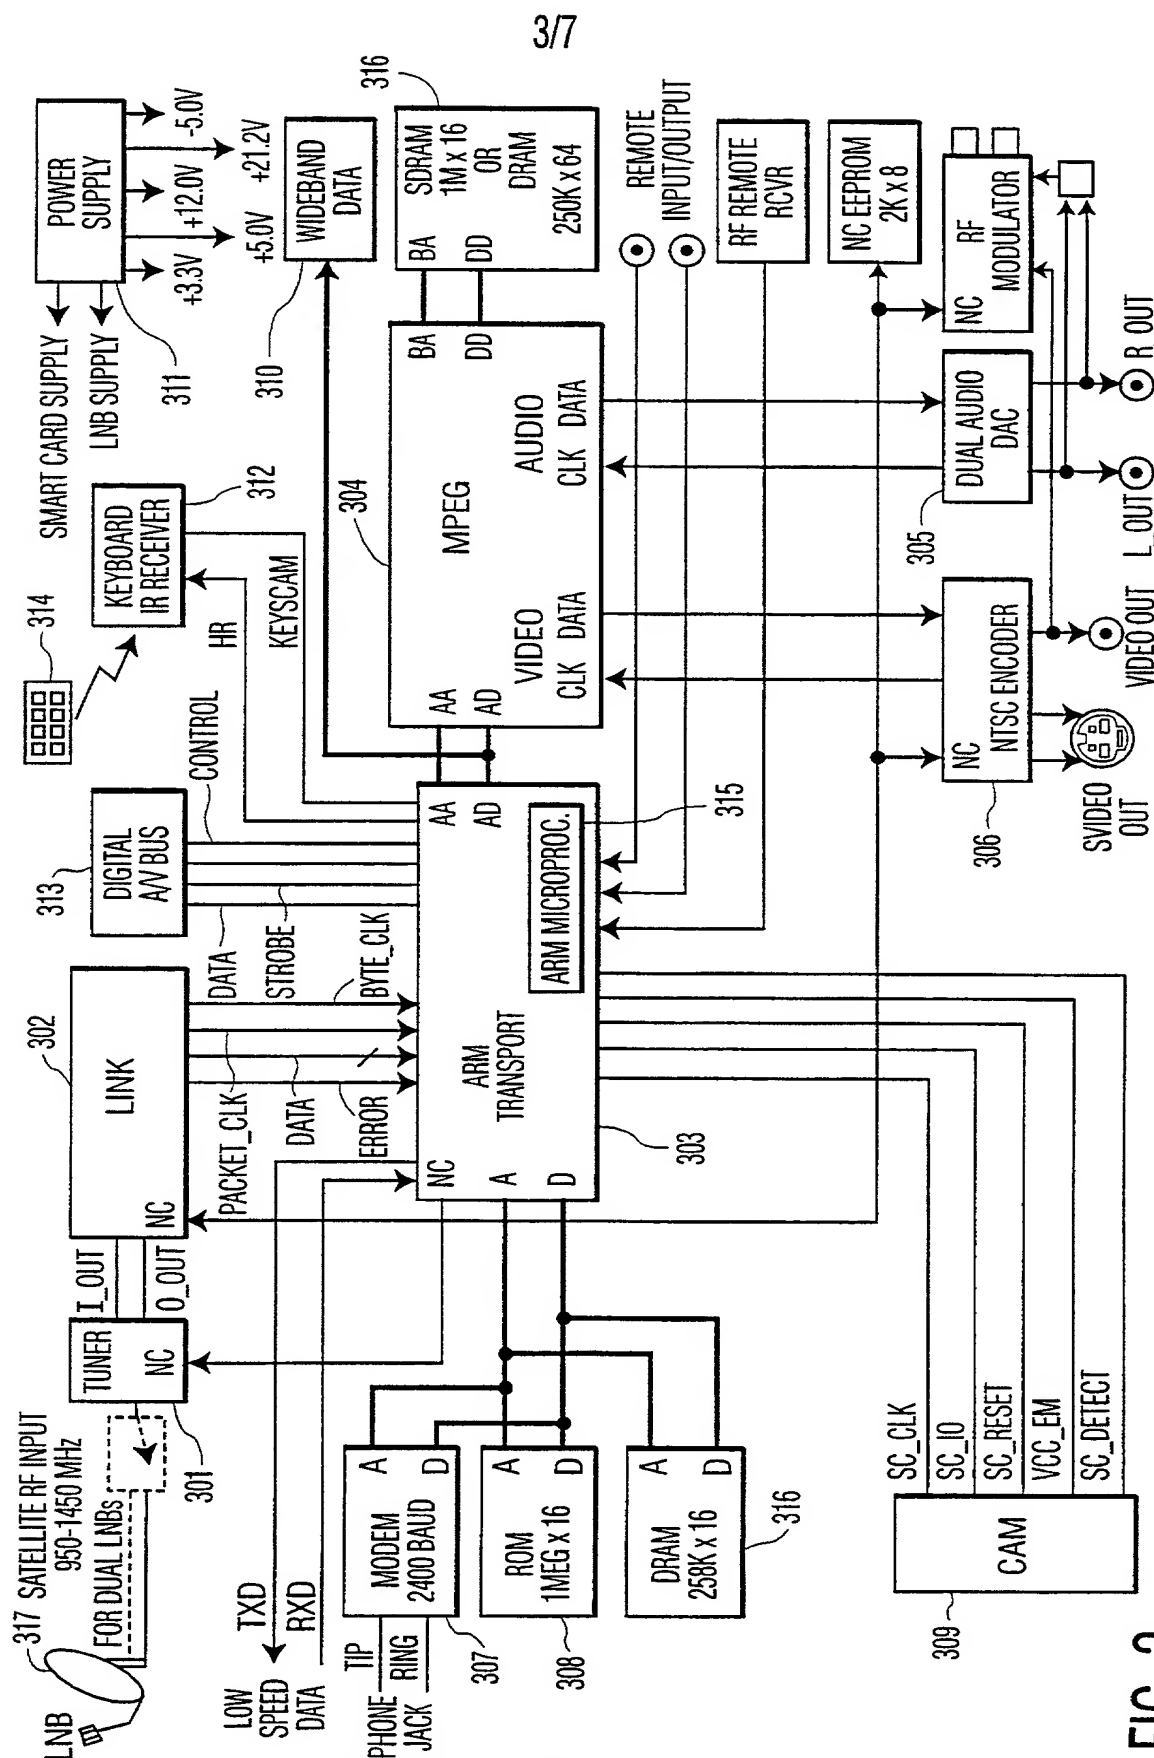 3/7
317 SATELLITE RF INPUT
950-1450 MHz
LNB
FOR DUAL LNBs
301
TUNER
NC
I_OUT
O_OUT
302
LINK
NC
PACKET_CLK
DATA
ERROR
BYTE_CLK
313
DIGITAL
A/V BUS
DATA
STROBE
CONTROL
314
KEYBOARD
IR RECEIVER
312
HR
KEYSCAM
SMART CARD SUPPLY
LNB SUPPLY
311
POWER
SUPPLY
+3.3V
+5.0V
+12.0V
+21.2V
-5.0V
310
WIDEBAND
DATA
LOW
SPEED
DATA
TXD
RXD
PHONE
JACK
TIP
RING
307
MODEM
2400 BAUD
A
D
308
ROM
1MEG x 16
A
D
DRAM
258K x 16
A
D
316
NC
A
D
ARM
TRANSPORT
303
ARM MICROPROC.
315
AA
AD
AA
AD
304
MPEG
VIDEO
CLK DATA
AUDIO
CLK DATA
BA
DD
BA
DD
SDRAM
1M x 16
OR
DRAM
250K x 64
316
REMOTE
INPUT/OUTPUT
RF REMOTE
RCVR
NC EEPROM
2K x 8
309
CAM
SC_CLK
SC_IO
SC_RESET
VCC_EM
SC_DETECT
306
NC
NTSC ENCODER
SVIDEO
OUT
VIDEO OUT
305
DUAL AUDIO
DAC
L_OUT
R_OUT
NC
RF
MODULATOR